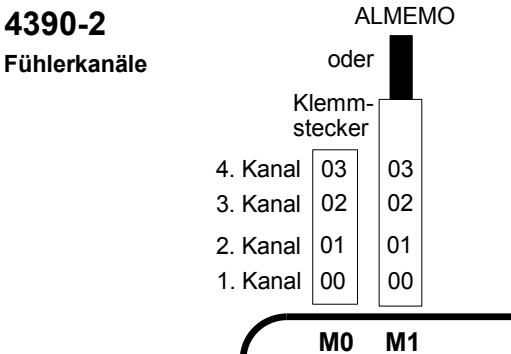 4390-2
Fühlerkanäle
ALMEMO
oder
Klemm-
stecker
4. Kanal 03 03
3. Kanal 02 02
2. Kanal 01 01
1. Kanal 00 00
M0 M1